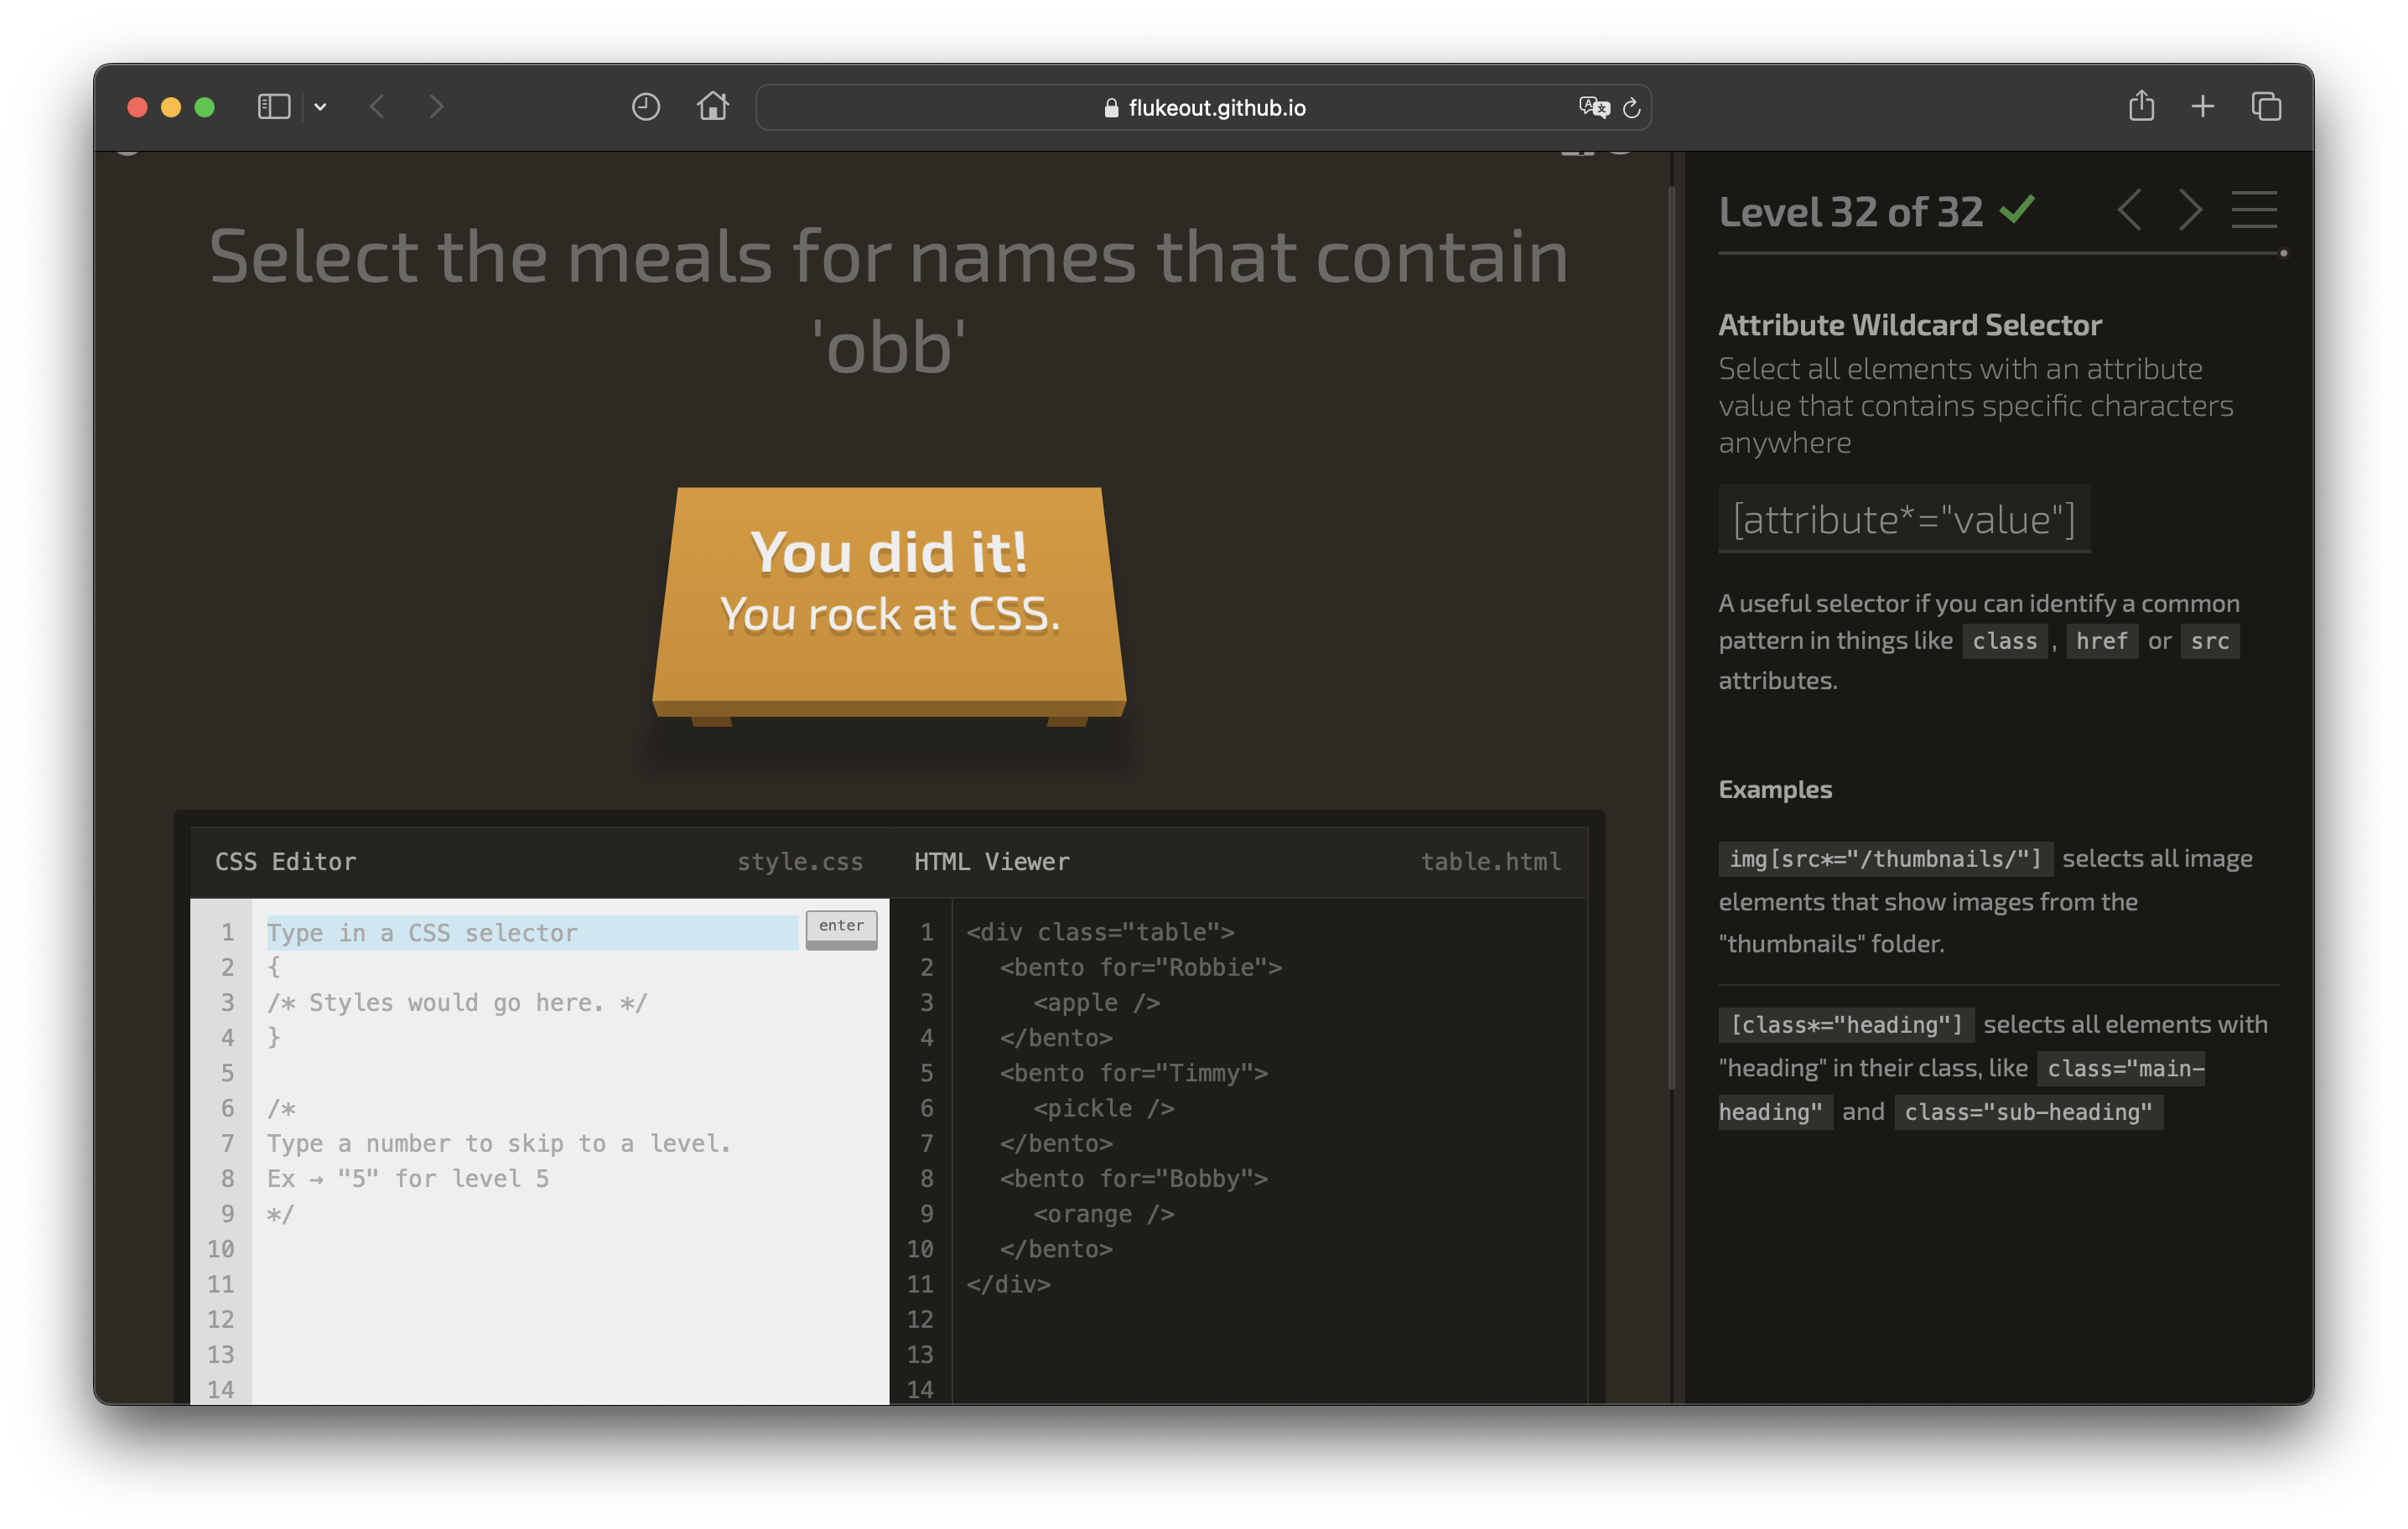 flukeout.github.io
Select the meals for names that contain
'obb'
You did it!
You rock at CSS.
CSS Editor style.css
1 Type in a CSS selector enter
2 {
3 /* Styles would go here. */
4 }
5
6 /*
7 Type a number to skip to a level.
8 Ex → "5" for level 5
9 */
10
11
12
13
14
HTML Viewer table.html
1 <div class="table">
2 <bento for="Robbie">
3 <apple />
4 </bento>
5 <bento for="Timmy">
6 <pickle />
7 </bento>
8 <bento for="Bobby">
9 <orange />
10 </bento>
11 </div>
12
13
14
Level 32 of 32
Attribute Wildcard Selector
Select all elements with an attribute
value that contains specific characters
anywhere
[attribute*="value"]
A useful selector if you can identify a common
pattern in things like class, href or src
attributes.
Examples
img[src*="/thumbnails/"] selects all image
elements that show images from the
"thumbnails" folder.
[class*="heading"] selects all elements with
"heading" in their class, like class="main-
heading" and class="sub-heading"